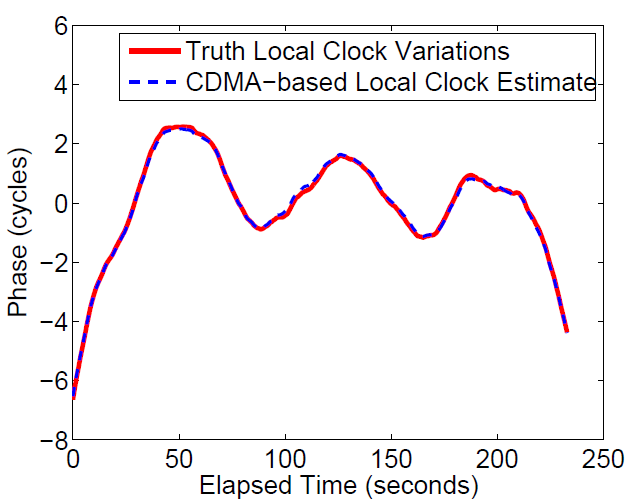 6
4
2
0
−2
−4
−6
−8
Phase (cycles)
Truth Local Clock Variations
CDMA−based Local Clock Estimate
0 50 100 150 200 250
Elapsed Time (seconds)